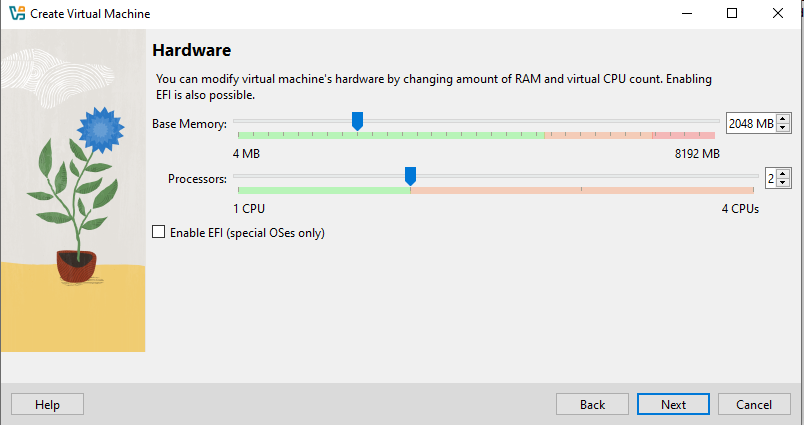 Create Virtual Machine
Hardware
You can modify virtual machine's hardware by changing amount of RAM and virtual CPU count. Enabling
EFI is also possible.
Base Memory: 2048 MB
4 MB 8192 MB
Processors: 2
1 CPU 4 CPUs
Enable EFI (special OSes only)
Help Back Next Cancel